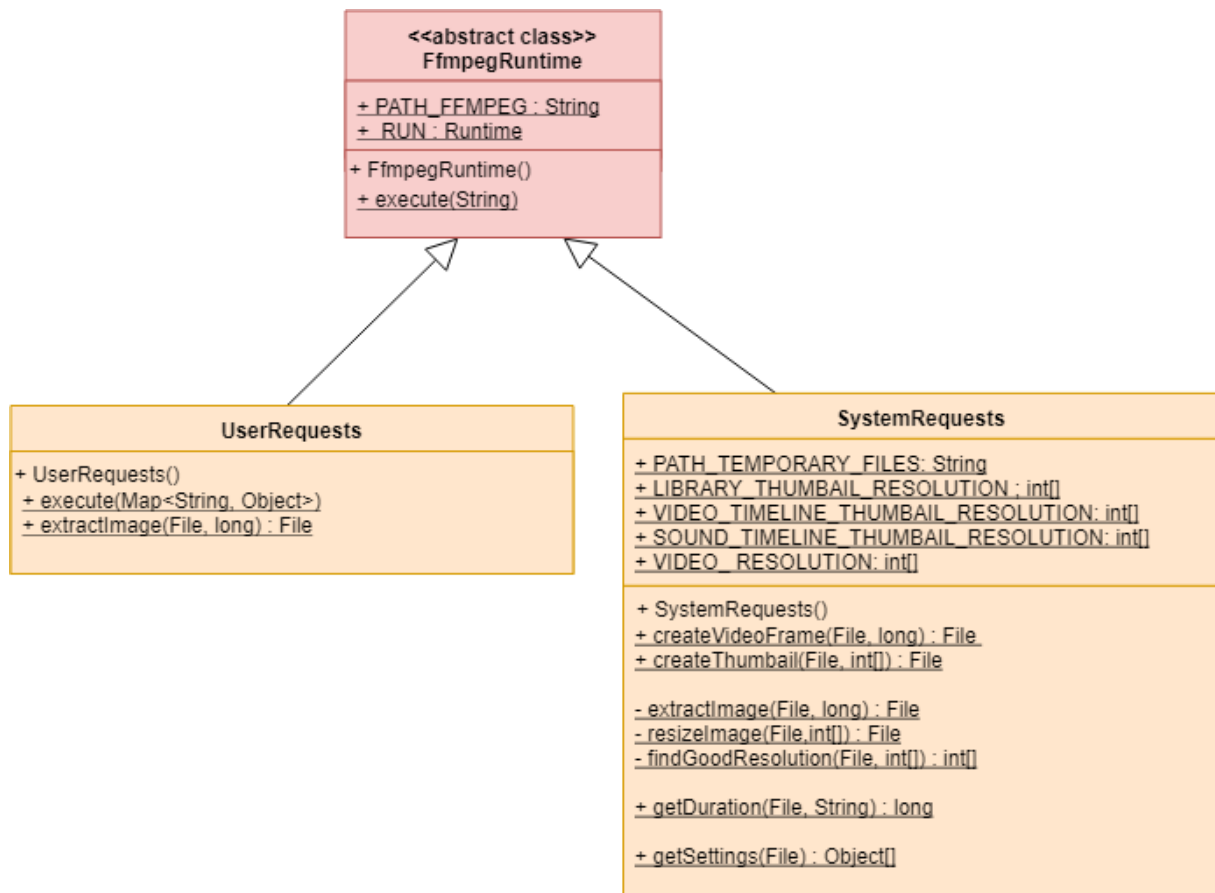 <<abstract class>>
FfmpegRuntime
+ PATH_FFMPEG : String
+ RUN : Runtime
+ FfmpegRuntime()
+ execute(String)
UserRequests
+ UserRequests()
+ execute(Map<String, Object>)
+ extractImage(File, long) : File
SystemRequests
+ PATH_TEMPORARY_FILES: String
+ LIBRARY_THUMBAIL_RESOLUTION ; int[]
+ VIDEO_TIMELINE_THUMBAIL_RESOLUTION: int[]
+ SOUND_TIMELINE_THUMBAIL_RESOLUTION: int[]
+ VIDEO_ RESOLUTION: int[]
+ SystemRequests()
+ createVideoFrame(File, long) : File
+ createThumbail(File, int[]) : File
- extractImage(File, long) : File
- resizeImage(File,int[]) : File
- findGoodResolution(File, int[]) : int[]
+ getDuration(File, String) : long
+ getSettings(File) : Object[]